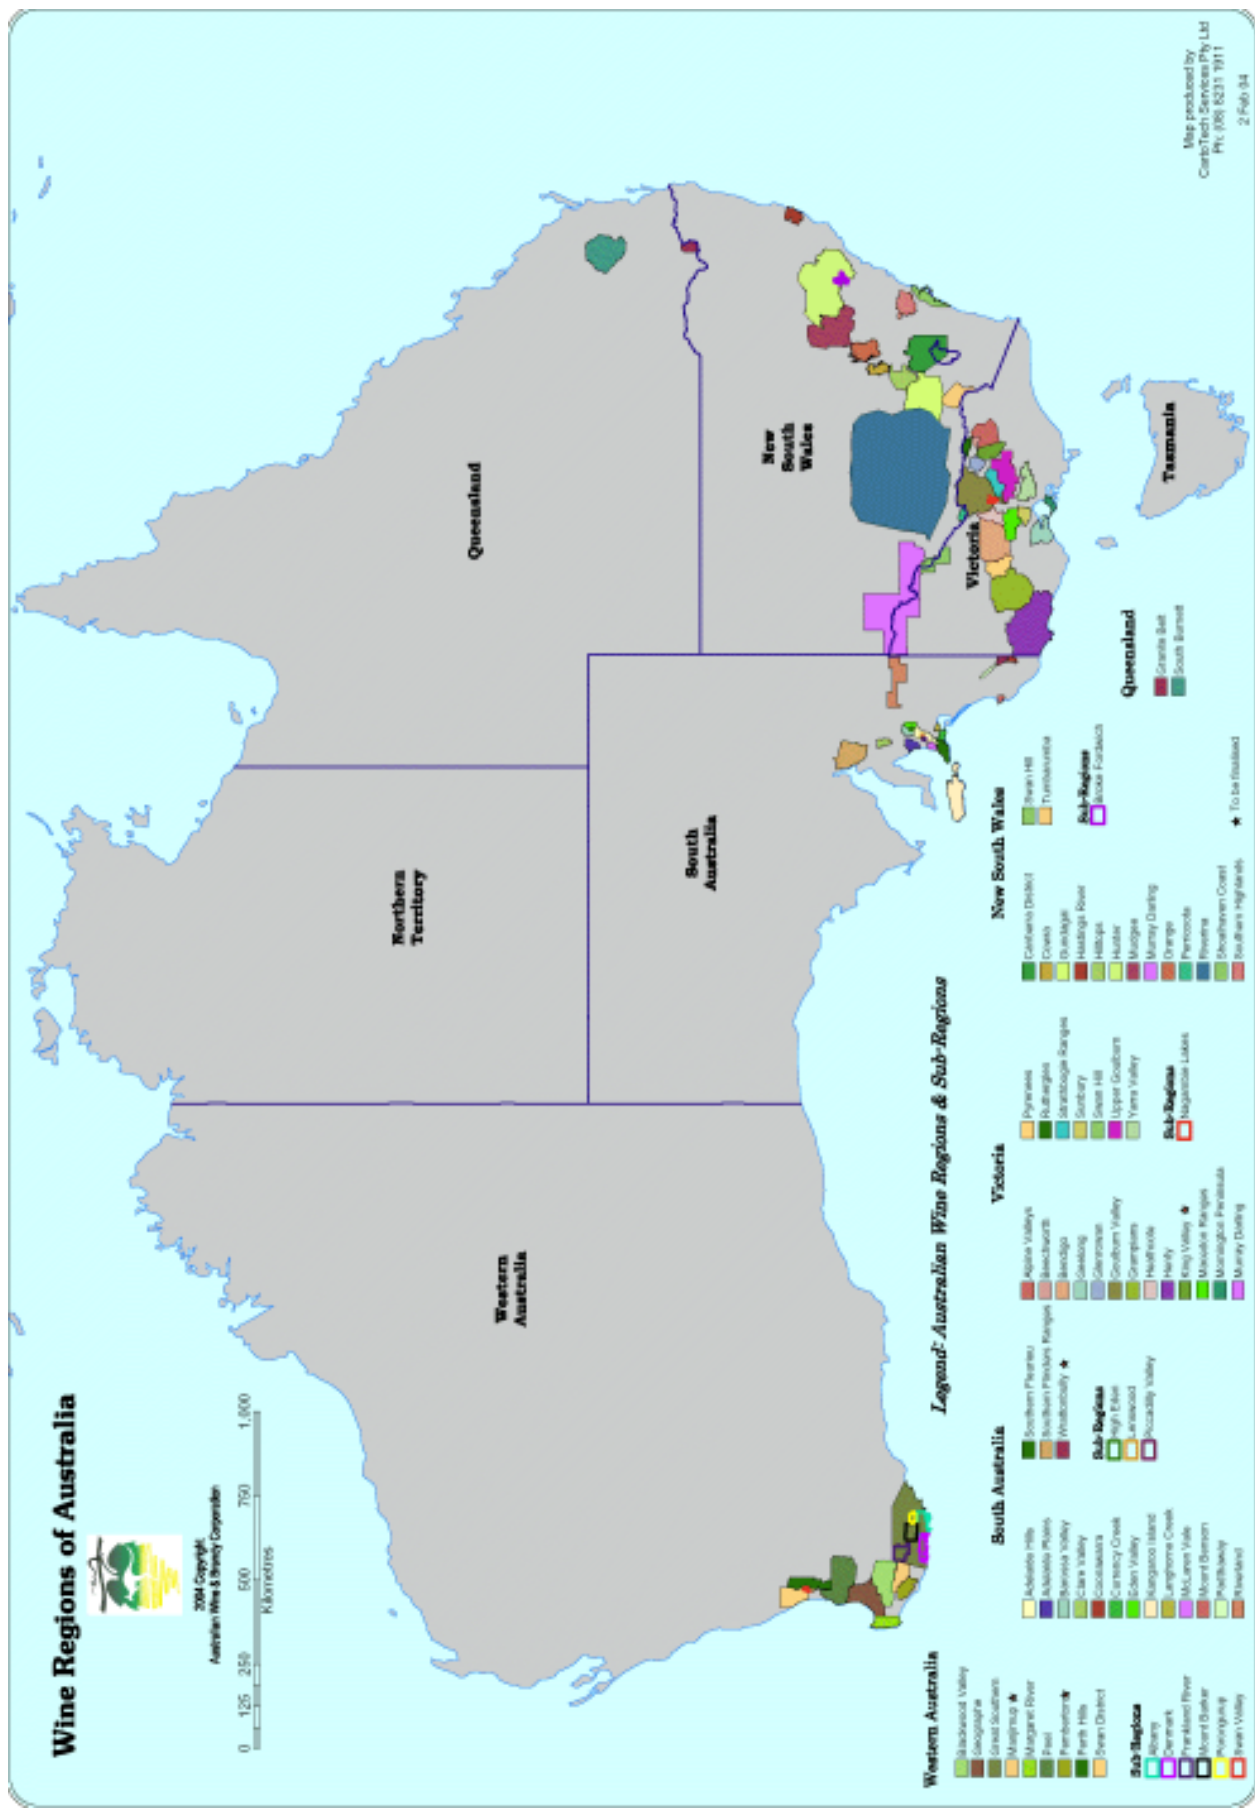 Wine Regions of Australia
2004 Copyright
Australian Wine & Brandy Corporation
0 125 250 500 750 1,000
Kilometres
Western
Australia
Northern
Territory
South
Australia
Queensland
New
South
Wales
Victoria
Tasmania
Legend: Australian Wine Regions & Sub-Regions
Western Australia
Blackwood Valley
Geographe
Great Southern
Manjimup ★
Margaret River
Peel
Pemberton★
Perth Hills
Swan District
Sub-Regions
Albany
Denmark
Frankland River
Mount Barker
Porongurup
Swan Valley
South Australia
Adelaide Hills
Adelaide Plains
Barossa Valley
Clare Valley
Coonawarra
Currency Creek
Eden Valley
Kangaroo Island
Langhorne Creek
McLaren Vale
Mount Benson
Padthaway
Riverland
Southern Fleurieu
Southern Flinders Ranges
Wrattonbully ★
Sub-Regions
High Eden
Lenswood
Piccadilly Valley
Victoria
Alpine Valleys
Beechworth
Bendigo
Geelong
Glenrowan
Goulburn Valley
Grampians
Heathcote
Henty
King Valley ★
Macedon Ranges
Mornington Peninsula
Murray Darling
Pyrenees
Rutherglen
Strathbogie Ranges
Sunbury
Swan Hill
Upper Goulburn
Yarra Valley
Sub-Regions
Nagambie Lakes
New South Wales
Canberra District
Cowra
Gundagai
Hastings River
Hilltops
Hunter
Mudgee
Murray Darling
Orange
Perricoota
Riverina
Shoalhaven Coast
Southern Highlands
Swan Hill
Tumbarumba
Sub-Regions
Broke Fordwich
★ To be finalised
Queensland
Granite Belt
South Burnett
Map produced by
CartoTech Services Pty Ltd
Ph: (08) 8231 1911
2 Feb 04